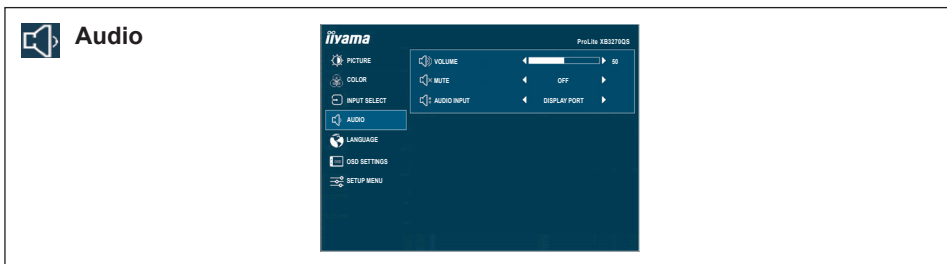 Audio
iiyama
ProLite XB3270QS
PICTURE
COLOR
INPUT SELECT
AUDIO
LANGUAGE
OSD SETTINGS
SETUP MENU
VOLUME 50
MUTE OFF
AUDIO INPUT DISPLAY PORT